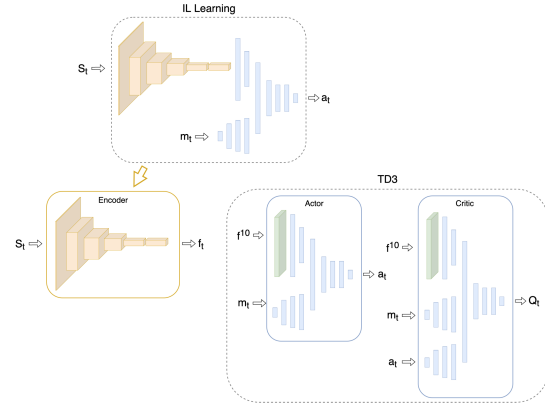 IL Learning
Sₜ
aₜ
mₜ
Encoder
Sₜ
fₜ
TD3
Actor
f¹⁰
mₜ
aₜ
Critic
f¹⁰
mₜ
aₜ
Qₜ